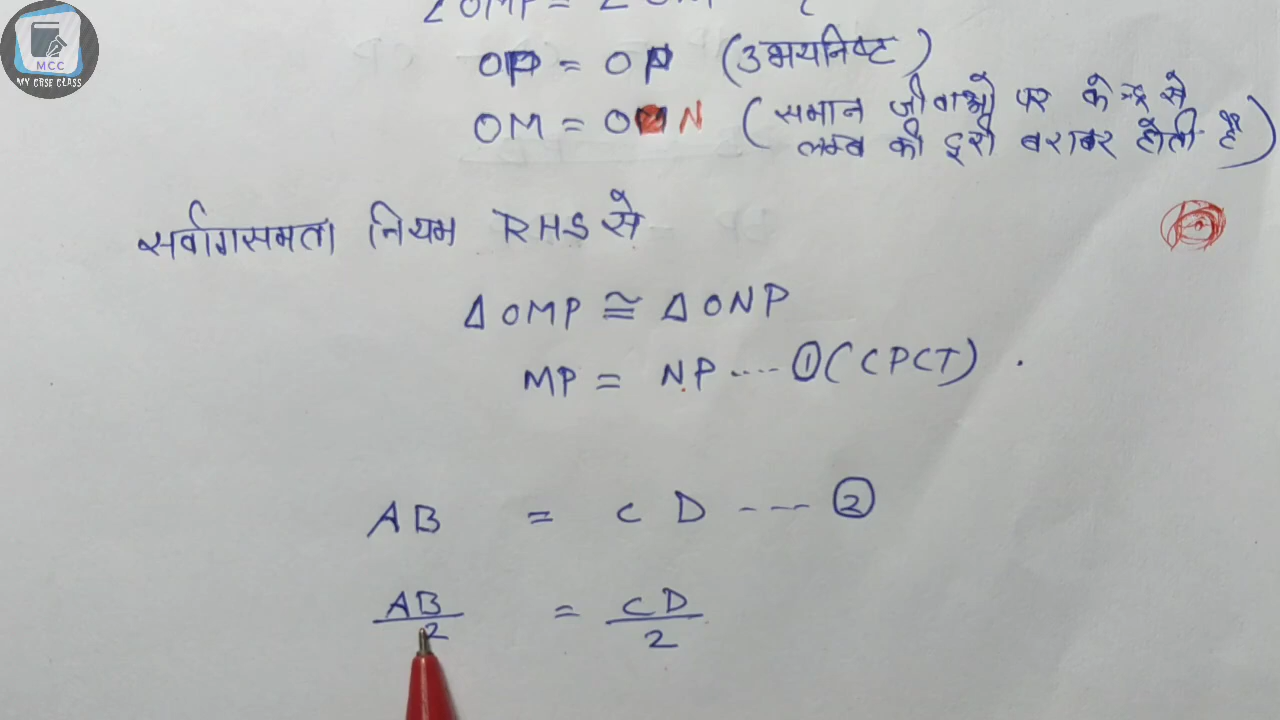 MCC
MY CBSE CLASS
∠OMP =
OP = OP (उभयनिष्ट)
OM = O N (समान जीवाओं पर केन्द्र से
लम्ब की दूरी बराबर होती है)
सर्वागसमता नियम RHS से
Δ OMP ≅ Δ ONP
MP = NP ---- ① (CPCT) .
AB = CD ---- ②
AB/2 = CD/2